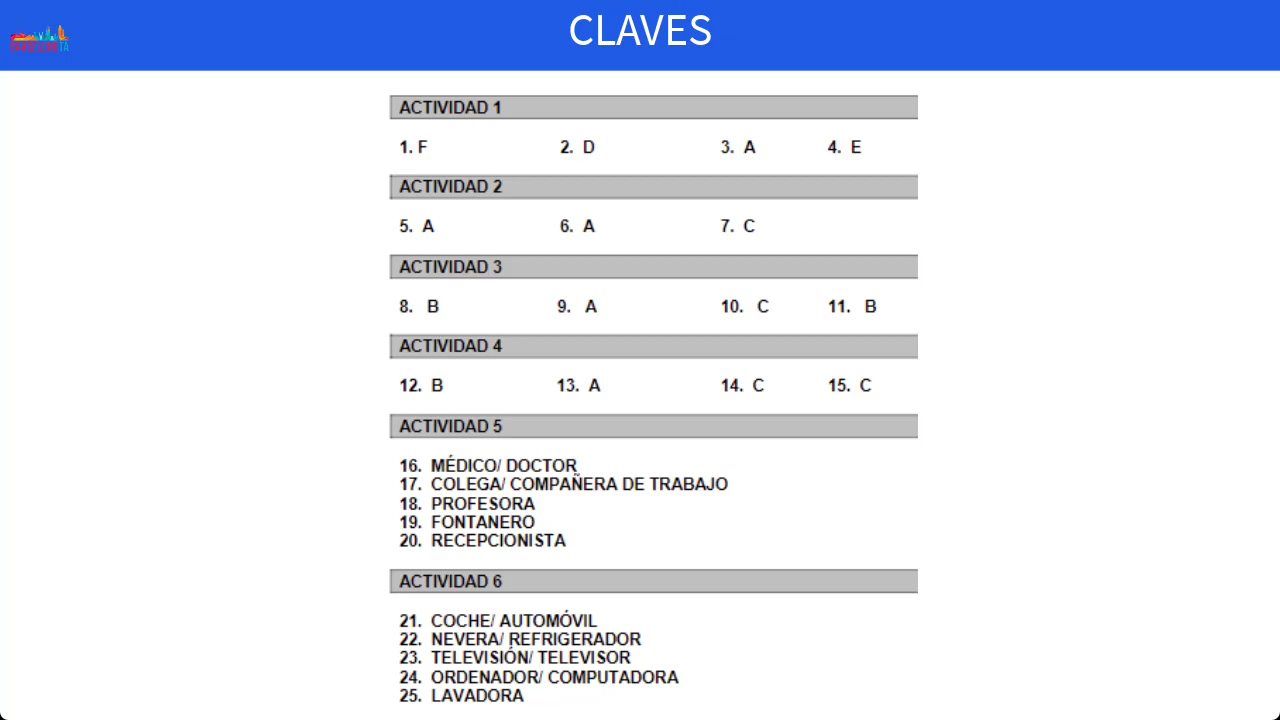 CLAVES
ACTIVIDAD 1
1. F 2. D 3. A 4. E
ACTIVIDAD 2
5. A 6. A 7. C
ACTIVIDAD 3
8. B 9. A 10. C 11. B
ACTIVIDAD 4
12. B 13. A 14. C 15. C
ACTIVIDAD 5
16. MÉDICO/ DOCTOR
17. COLEGA/ COMPAÑERA DE TRABAJO
18. PROFESORA
19. FONTANERO
20. RECEPCIONISTA
ACTIVIDAD 6
21. COCHE/ AUTOMÓVIL
22. NEVERA/ REFRIGERADOR
23. TELEVISIÓN/ TELEVISOR
24. ORDENADOR/ COMPUTADORA
25. LAVADORA